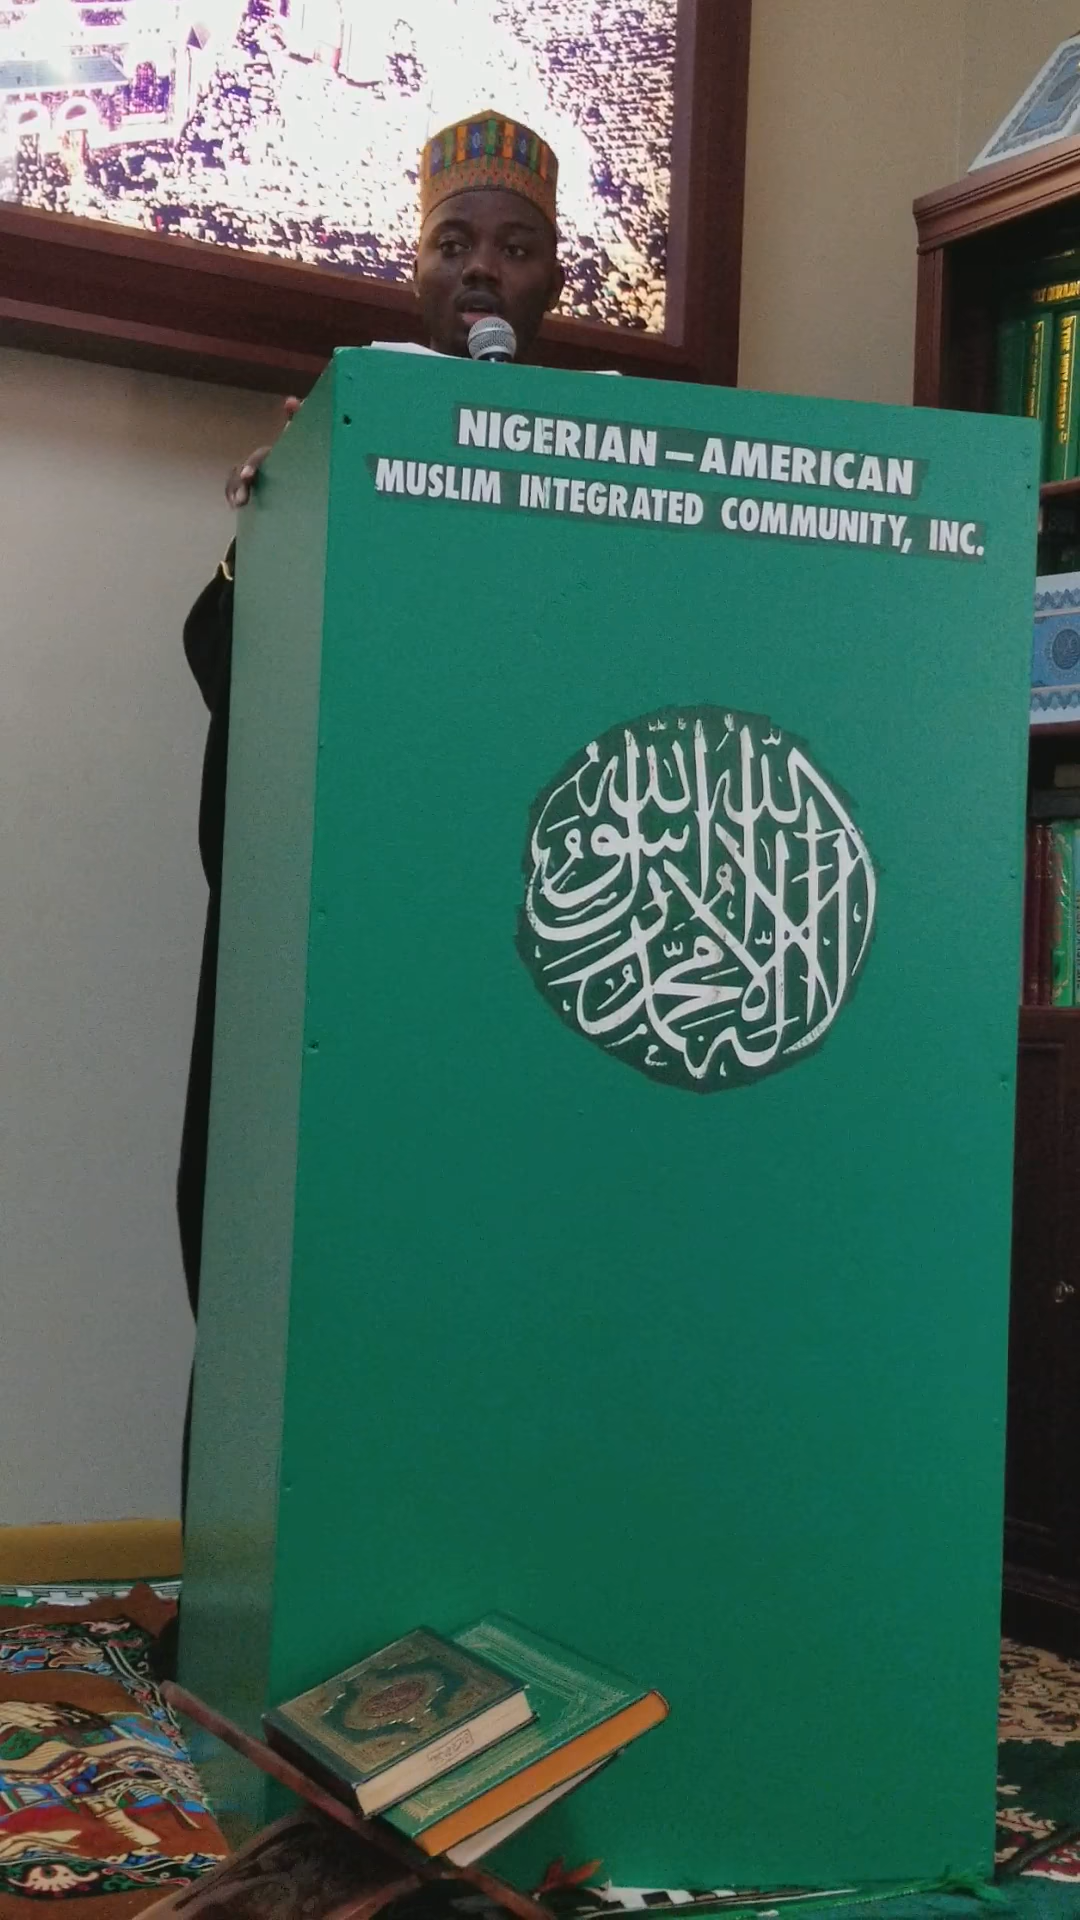 NIGERIAN – AMERICAN
MUSLIM INTEGRATED COMMUNITY, INC.
لا إله إلا الله محمد رسول الله